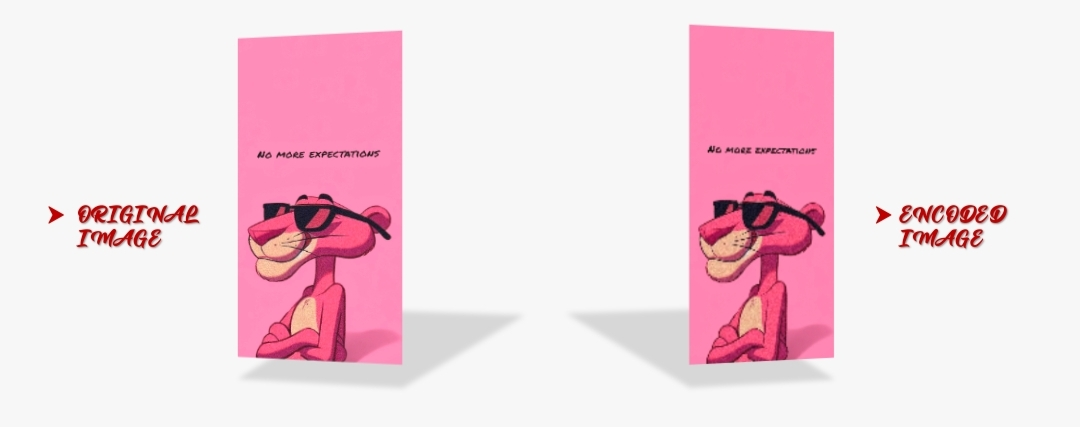 No more expectations
No more expectations
ORIGINAL
IMAGE
ENCODED
IMAGE